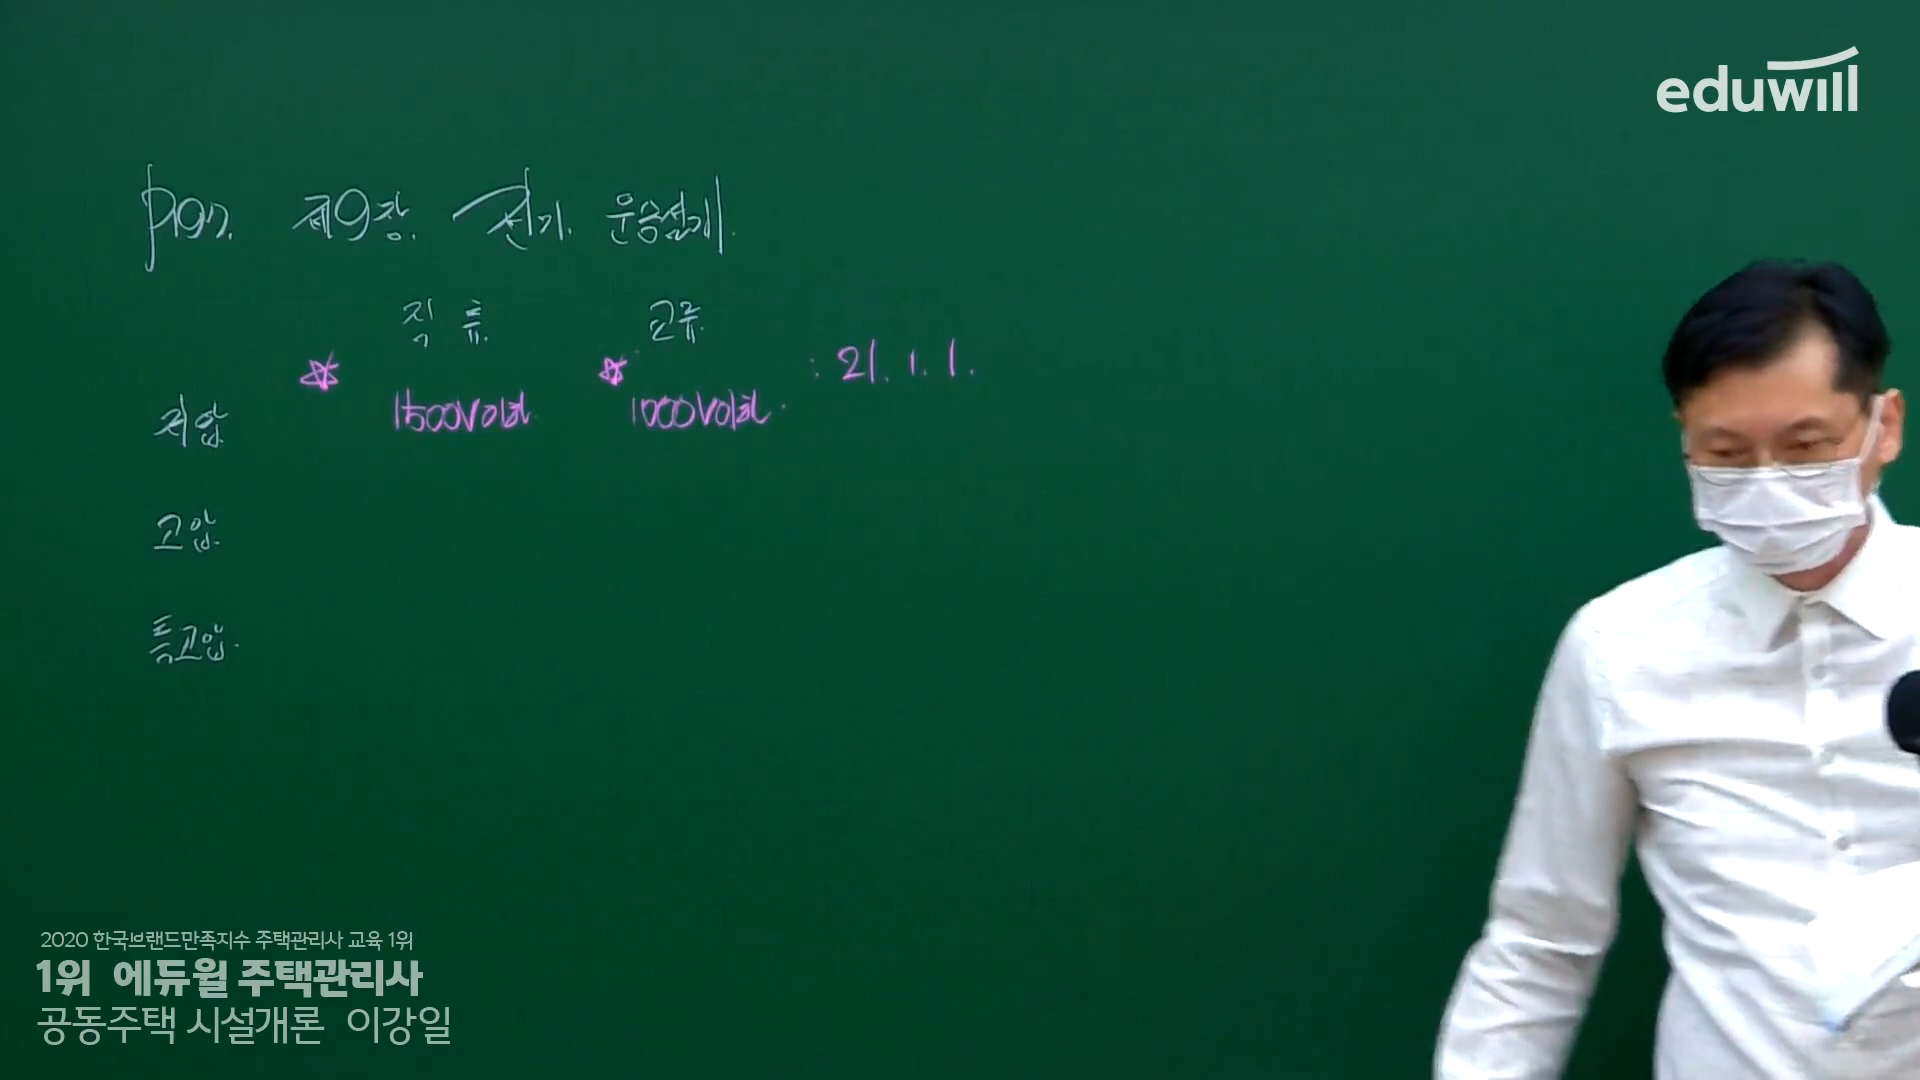 eduwill
P197. 제9장. 전기. 운송설계.
직류. 교류.
: 21. 1. 1.
저압 1500V이하. 1000V이하.
고압.
특고압.
2020 한국브랜드만족지수 주택관리사 교육 1위
1위 에듀윌 주택관리사
공동주택 시설개론 이강일